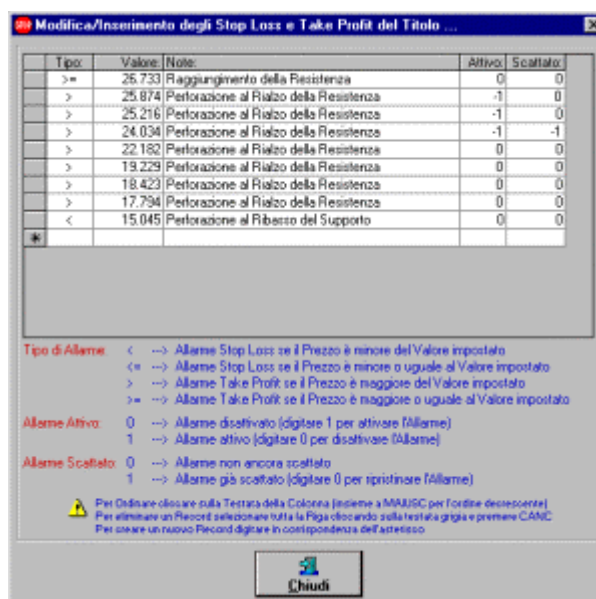 Modifica/Inserimento degli Stop Loss e Take Profit del Titolo ...
Tipo: Valore: Note: Attivo: Scattato:
>= 26.733 Raggiungimento della Resistenza 0 0
> 25.874 Perforazione al Rialzo della Resistenza -1 0
> 25.216 Perforazione al Rialzo della Resistenza -1 0
> 24.034 Perforazione al Rialzo della Resistenza -1 -1
> 22.182 Perforazione al Rialzo della Resistenza 0 0
> 19.229 Perforazione al Rialzo della Resistenza 0 0
> 18.423 Perforazione al Rialzo della Resistenza 0 0
> 17.794 Perforazione al Rialzo della Resistenza 0 0
< 15.045 Perforazione al Ribasso del Supporto 0 0
Tipo di Allarme: < ---> Allarme Stop Loss se il Prezzo è minore del Valore impostato
<= ---> Allarme Stop Loss se il Prezzo è minore o uguale al Valore impostato
> ---> Allarme Take Profit se il Prezzo è maggiore del Valore impostato
>= ---> Allarme Take Profit se il Prezzo è maggiore o uguale al Valore impostato
Allarme Attivo: 0 ---> Allarme disattivato (digitare 1 per attivare l'Allarme)
1 ---> Allarme attivo (digitare 0 per disattivare l'Allarme)
Allarme Scattato: 0 ---> Allarme non ancora scattato
1 ---> Allarme già scattato (digitare 0 per ripristinare l'Allarme)
Per Ordinare cliccare sulla Testata della Colonna (insieme a MAIUSC per l'ordine decrescente)
Per eliminare un Record selezionare tutta la Riga cliccando sulla testata grigia e premere CANC
Per creare un nuovo Record digitare in corrispondenza dell'asterisco
Chiudi